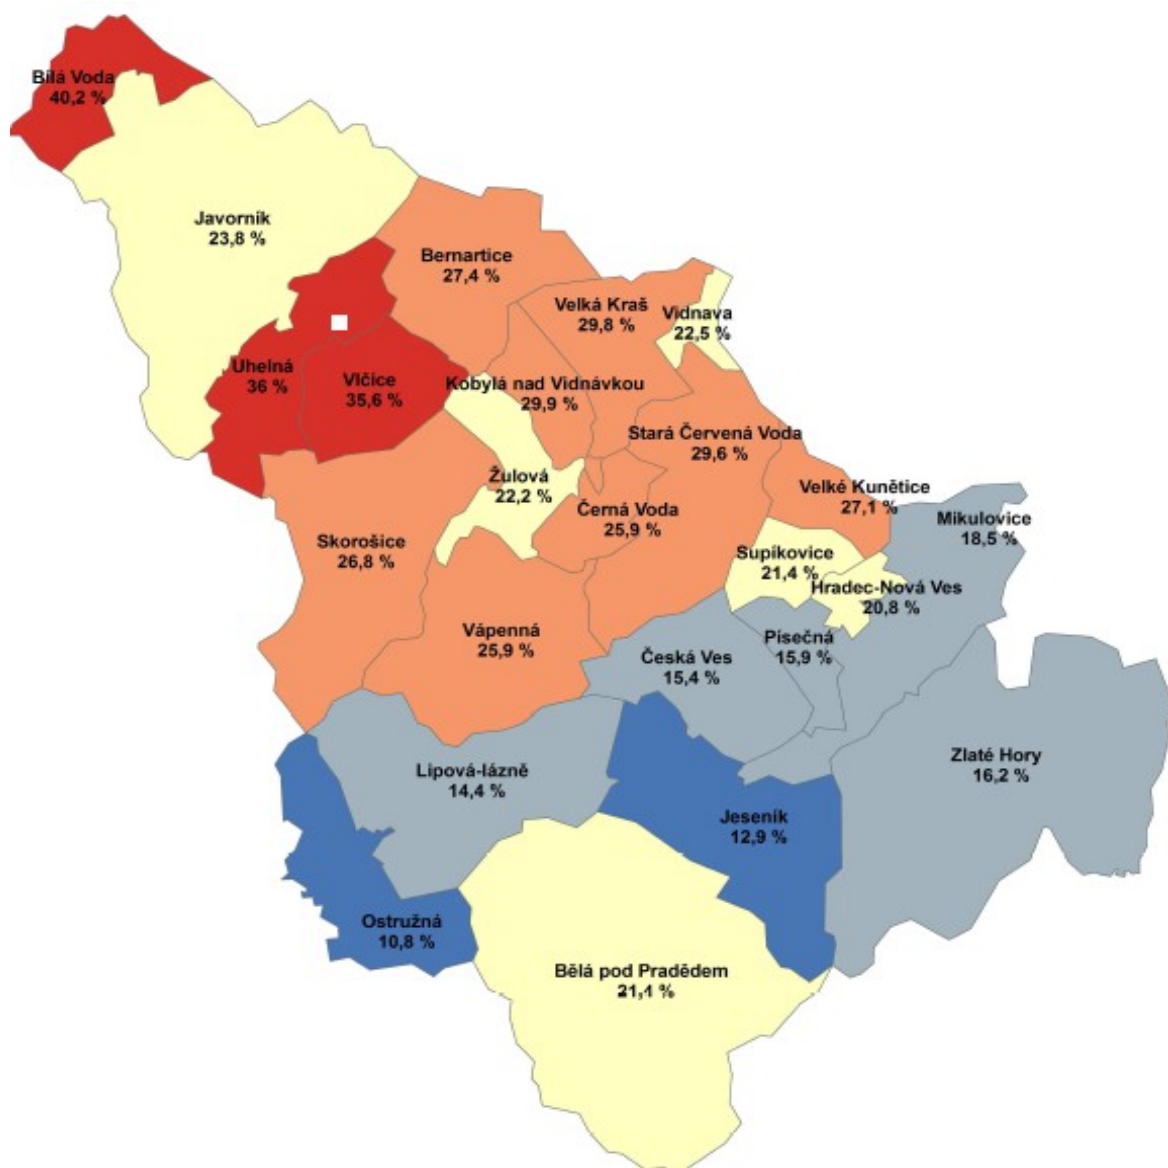 Bílá Voda
40,2 %
Javorník
23,8 %
Bernartice
27,4 %
Velká Kraš
29,8 %
Vidnava
22,5 %
Uhelná
36 %
Vlčice
35,6 %
Kobylá nad Vidnávkou
29,9 %
Stará Červená Voda
29,6 %
Žulová
22,2 %
Velké Kunětice
27,1 %
Černá Voda
25,9 %
Mikulovice
18,5 %
Skorošice
26,8 %
Supíkovice
21,4 %
Hradec-Nová Ves
20,8 %
Vápenná
25,9 %
Písečná
15,9 %
Česká Ves
15,4 %
Zlaté Hory
16,2 %
Lipová-lázně
14,4 %
Jeseník
12,9 %
Ostružná
10,8 %
Bělá pod Pradědem
21,1 %